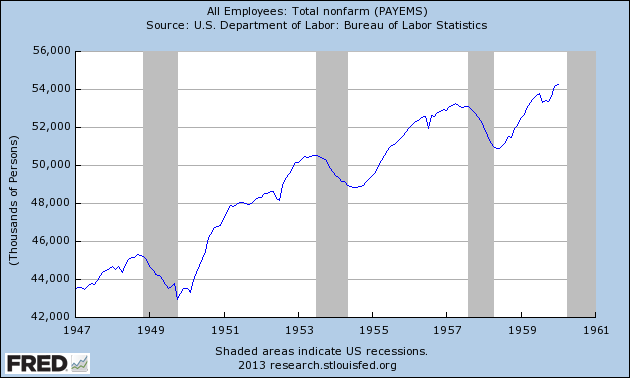 All Employees: Total nonfarm (PAYEMS)
Source: U.S. Department of Labor: Bureau of Labor Statistics
(Thousands of Persons)
56,000
54,000
52,000
50,000
48,000
46,000
44,000
42,000
1947 1949 1951 1953 1955 1957 1959 1961
Shaded areas indicate US recessions.
2013 research.stlouisfed.org
FRED